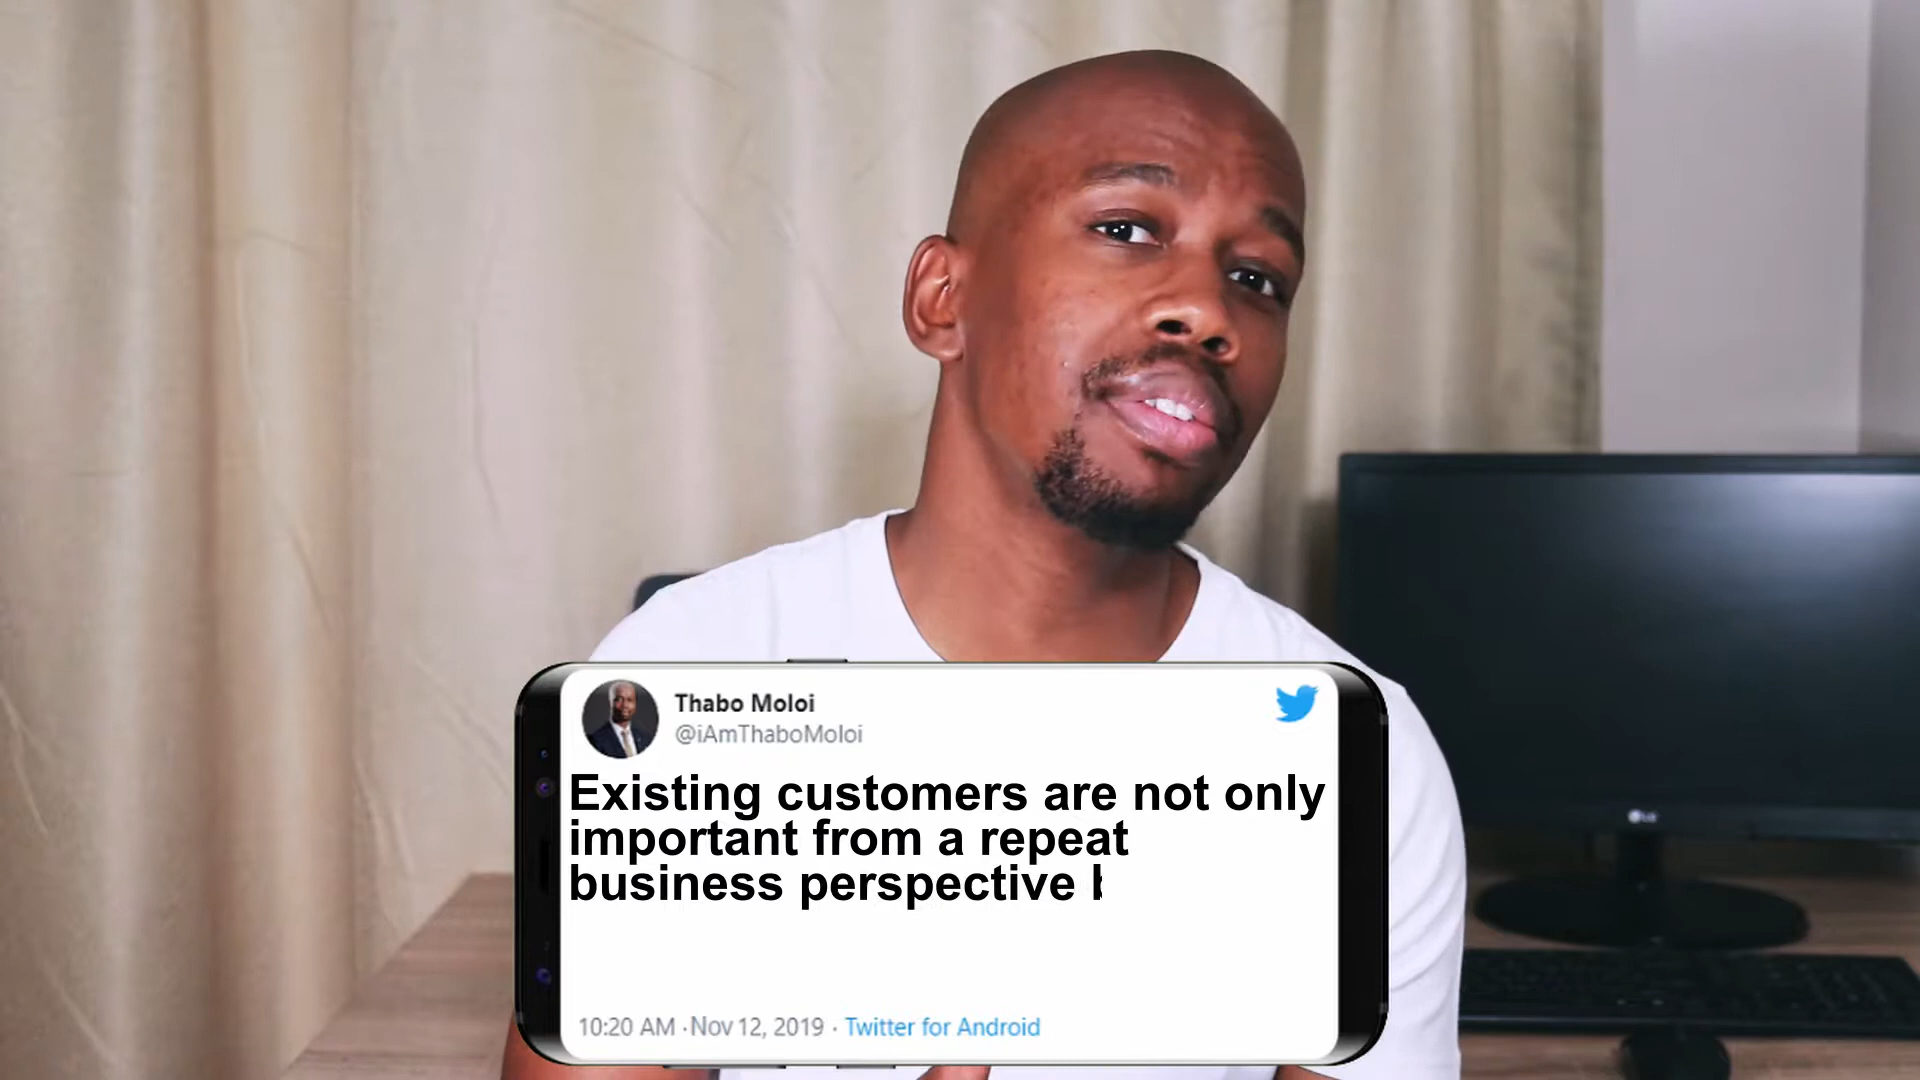 Thabo Moloi
@iAmThaboMoloi
Existing customers are not only
important from a repeat
business perspective
10:20 AM · Nov 12, 2019 · Twitter for Android
LG